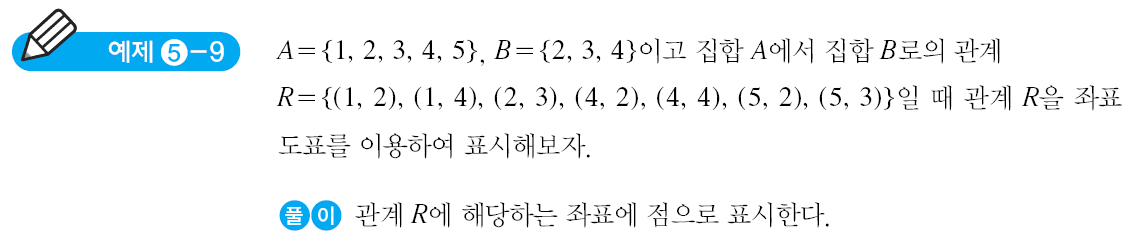 예제 5-9 A={1, 2, 3, 4, 5}, B={2, 3, 4}이고 집합 A에서 집합 B로의 관계
R={(1, 2), (1, 4), (2, 3), (4, 2), (4, 4), (5, 2), (5, 3)}일 때 관계 R을 좌표
도표를 이용하여 표시해보자.
풀이 관계 R에 해당하는 좌표에 점으로 표시한다.